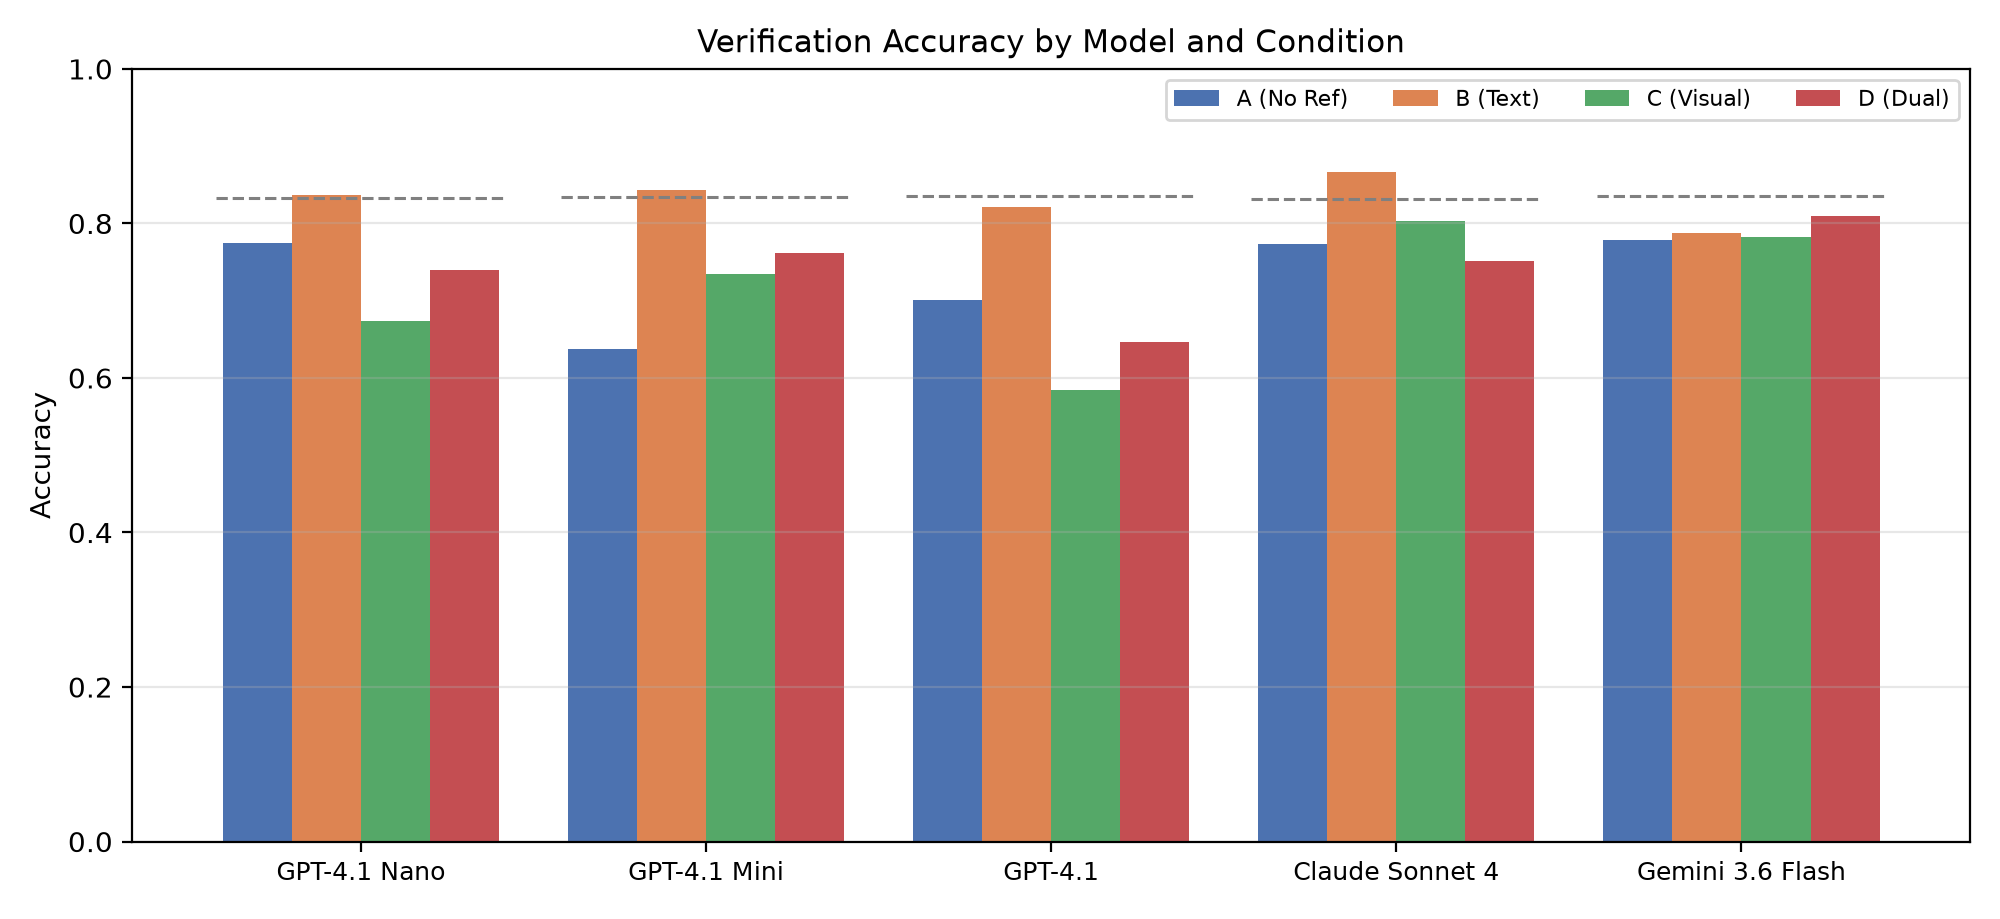 Verification Accuracy by Model and Condition
A (No Ref) B (Text) C (Visual) D (Dual)
1.0
0.8
0.6
0.4
0.2
0.0
Accuracy
GPT-4.1 Nano GPT-4.1 Mini GPT-4.1 Claude Sonnet 4 Gemini 3.6 Flash